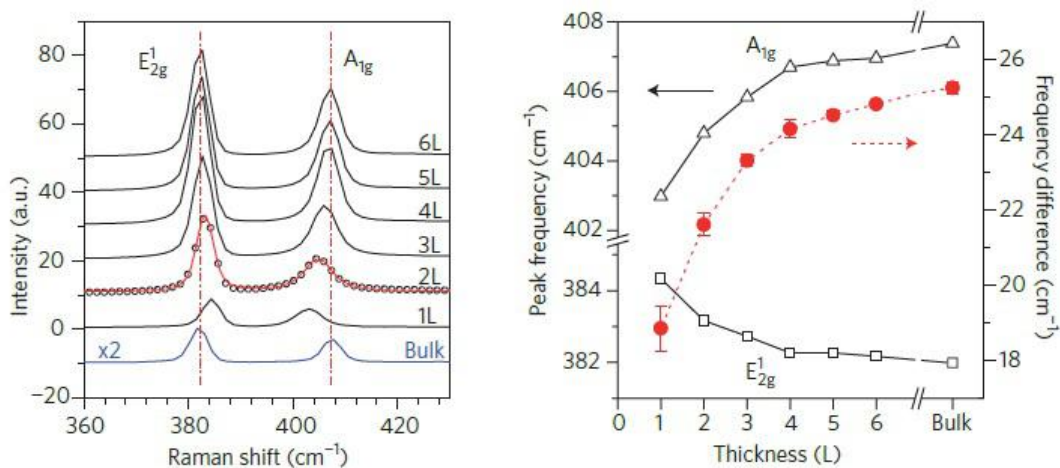 80
60
40
20
0
−20
360
380
400
420
Intensity (a.u.)
Raman shift (cm⁻¹)
E¹₂g
A₁g
6L
5L
4L
3L
2L
1L
x2
Bulk
408
406
404
402
384
382
Peak frequency (cm⁻¹)
A₁g
E¹₂g
26
24
22
20
18
Frequency difference (cm⁻¹)
0
1
2
3
4
5
6
Bulk
Thickness (L)